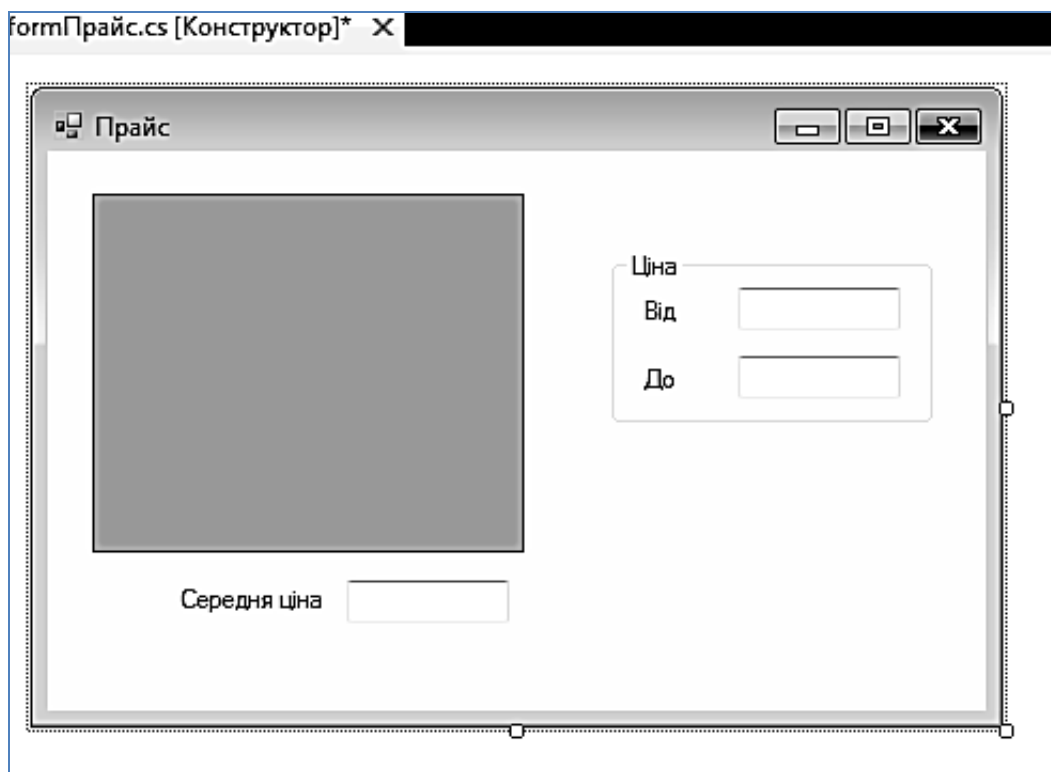 formПрайс.cs [Конструктор]*
Прайс
Ціна
Від
До
Середня ціна